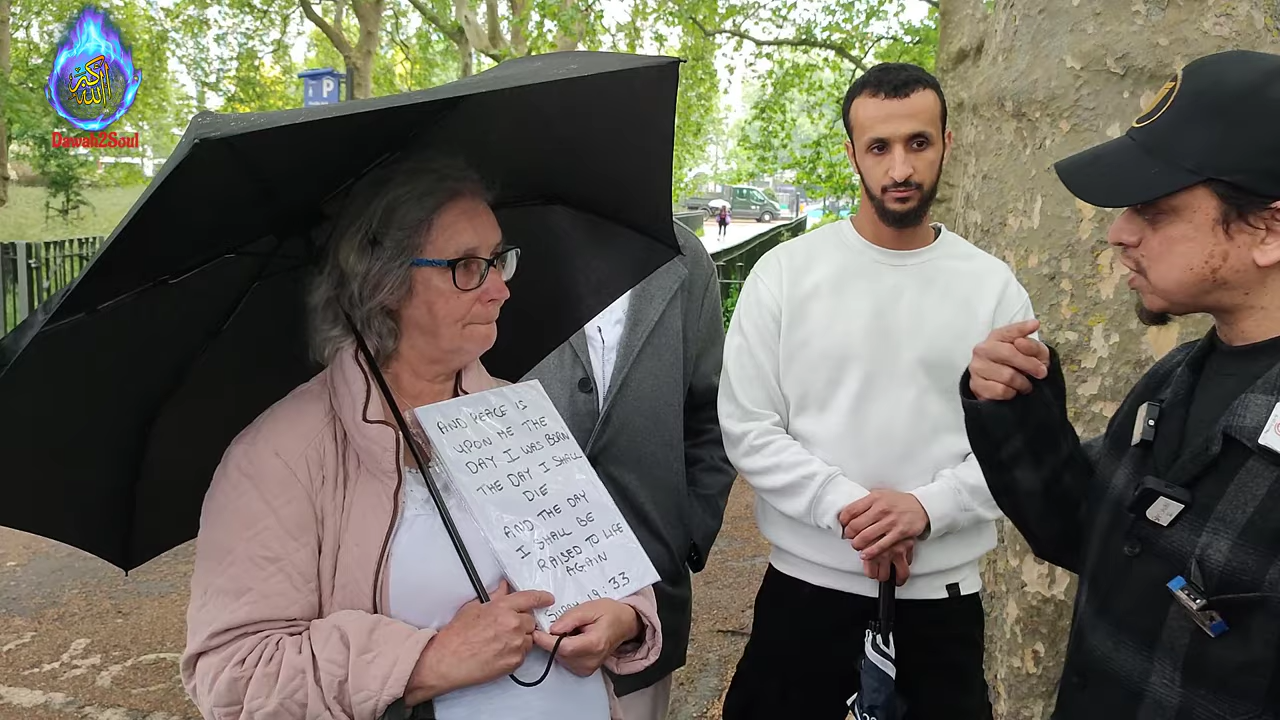 الله أكبر
Dawah2Soul
P
AND PEACE IS
UPON ME THE
DAY I WAS BORN
THE DAY I SHALL
DIE
AND THE DAY
I SHALL BE
RAISED TO LIFE
AGAIN
Surah 19:33